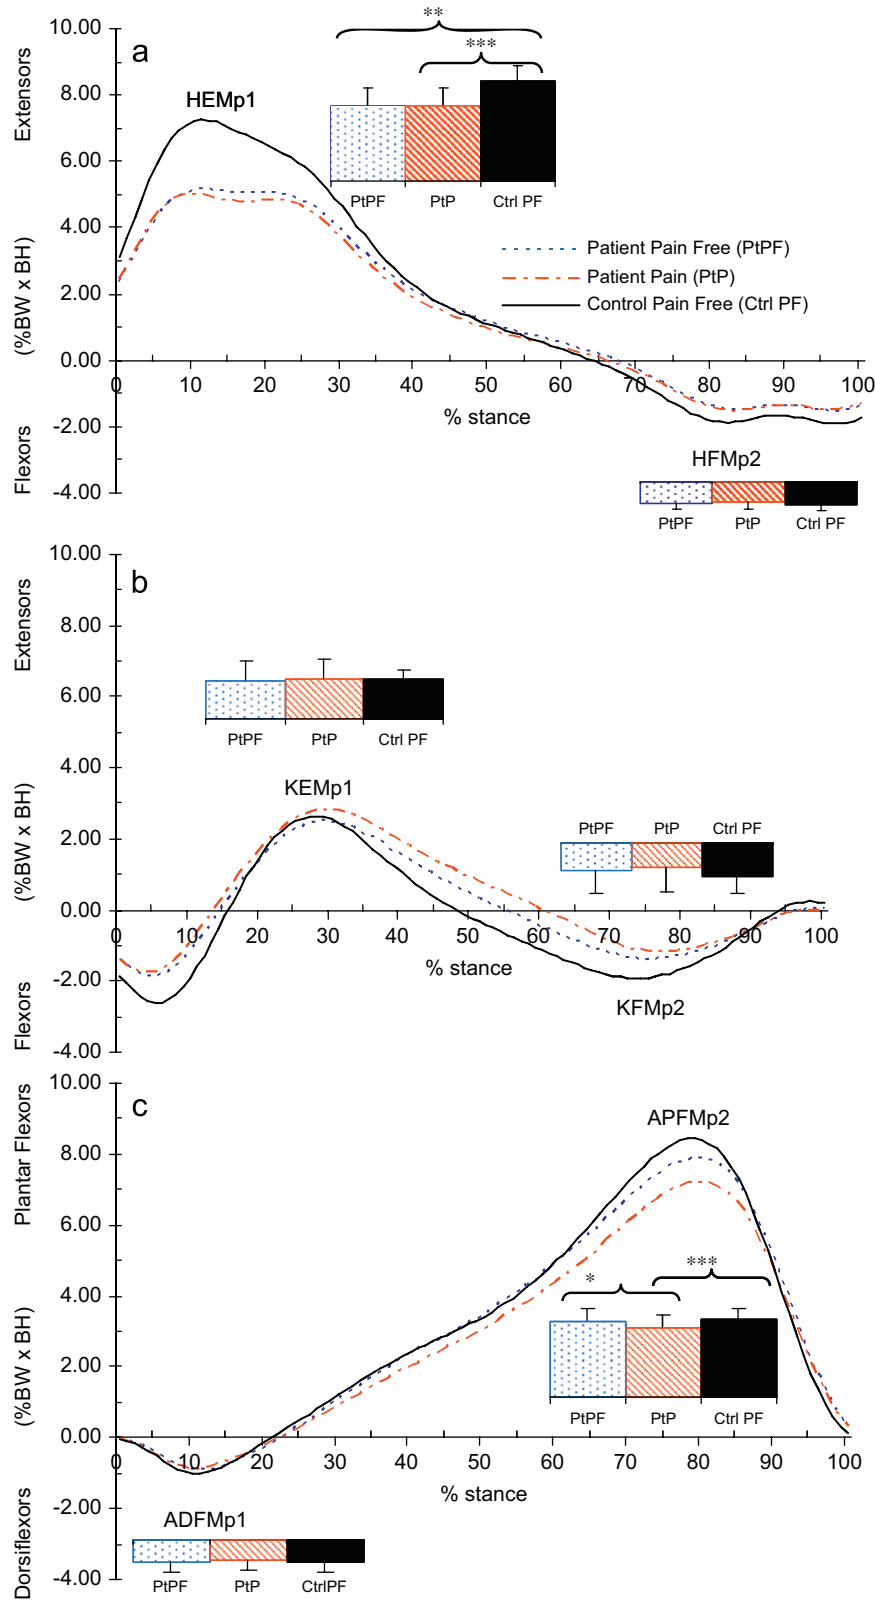 a
Extensors
(%BW x BH)
Flexors
10.00
8.00
6.00
4.00
2.00
0.00
-2.00
-4.00
HEMp1
**
***
PtPF PtP Ctrl PF
Patient Pain Free (PtPF)
Patient Pain (PtP)
Control Pain Free (Ctrl PF)
0 10 20 30 40 50 60 70 80 90 100
% stance
HFMp2
PtPF PtP Ctrl PF
b
Extensors
(%BW x BH)
Flexors
10.00
8.00
6.00
4.00
2.00
0.00
-2.00
-4.00
PtPF PtP Ctrl PF
KEMp1
PtPF PtP Ctrl PF
0 10 20 30 40 50 60 70 80 90 100
% stance
KFMp2
c
Plantar Flexors
(%BW x BH)
Dorsiflexors
10.00
8.00
6.00
4.00
2.00
0.00
-2.00
-4.00
APFMp2
*
***
PtPF PtP Ctrl PF
0 10 20 30 40 50 60 70 80 90 100
% stance
ADFMp1
PtPF PtP CtrlPF